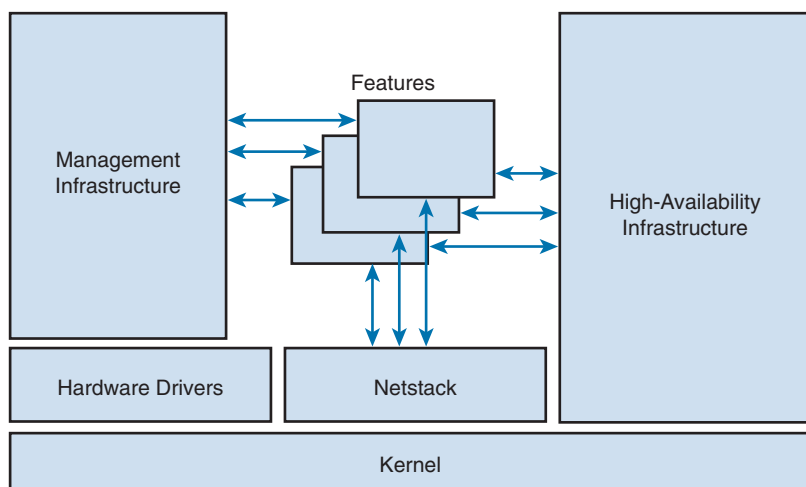 Features
Management
Infrastructure
High-Availability
Infrastructure
Hardware Drivers
Netstack
Kernel